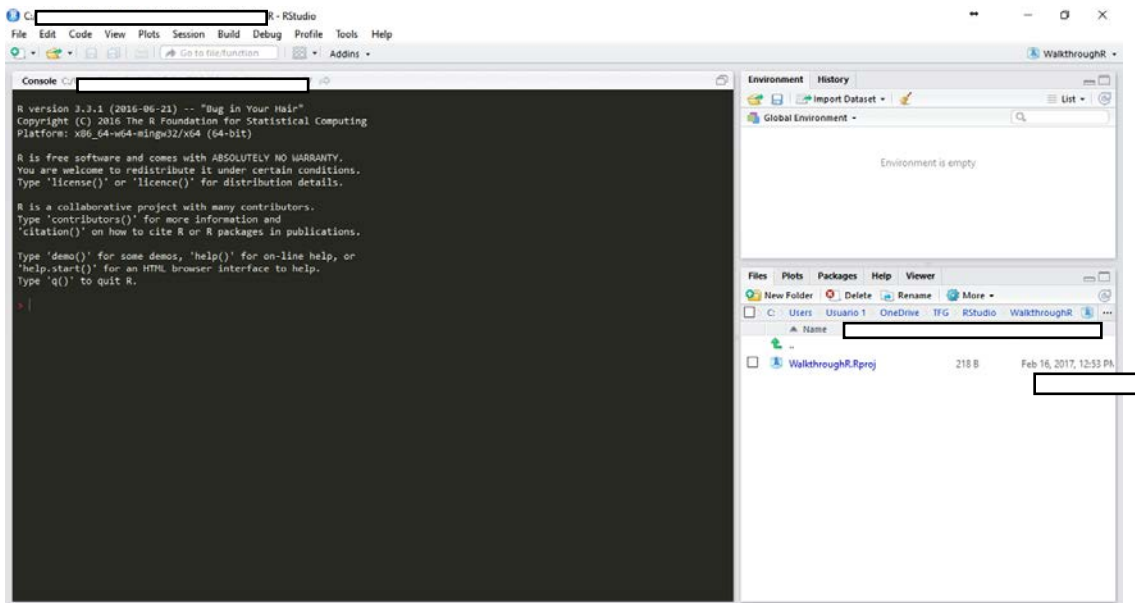 C:/ R - RStudio
File Edit Code View Plots Session Build Debug Profile Tools Help
Go to file/function Addins WalkthroughR
Console C:/
R version 3.3.1 (2016-06-21) -- "Bug in Your Hair"
Copyright (C) 2016 The R Foundation for Statistical Computing
Platform: x86_64-w64-mingw32/x64 (64-bit)
R is free software and comes with ABSOLUTELY NO WARRANTY.
You are welcome to redistribute it under certain conditions.
Type 'license()' or 'licence()' for distribution details.
R is a collaborative project with many contributors.
Type 'contributors()' for more information and
'citation()' on how to cite R or R packages in publications.
Type 'demo()' for some demos, 'help()' for on-line help, or
'help.start()' for an HTML browser interface to help.
Type 'q()' to quit R.
>
Environment History
Import Dataset List
Global Environment
Environment is empty
Files Plots Packages Help Viewer
New Folder Delete Rename More
C: Users Usuario 1 OneDrive TFG RStudio WalkthroughR ...
Name
..
WalkthroughR.Rproj 218 B Feb 16, 2017, 12:53 PM